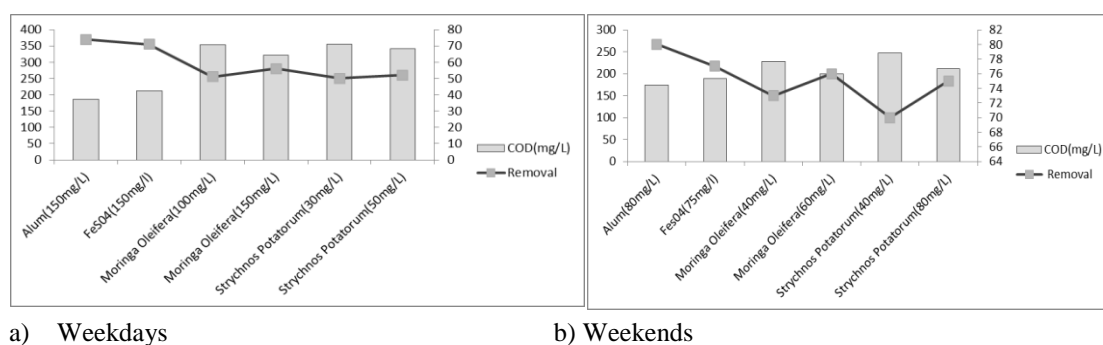 400
350
300
250
200
150
100
50
0
80
70
60
50
40
30
20
10
0
COD(mg/L)
Removal
Alum(150mg/L)
FeS04(150mg/l)
Moringa Oleifera(100mg/L)
Moringa Oleifera(150mg/L)
Strychnos Potatorum(30mg/L)
Strychnos Potatorum(50mg/L)
300
250
200
150
100
50
0
82
80
78
76
74
72
70
68
66
64
COD(mg/L)
Removal
Alum(80mg/L)
Fes04(75mg/l)
Moringa Oleifera(40mg/L)
Moringa Oleifera(60mg/L)
Strychnos Potatorum(40mg/L)
Strychnos Potatorum(80mg/L)
a) Weekdays
b) Weekends